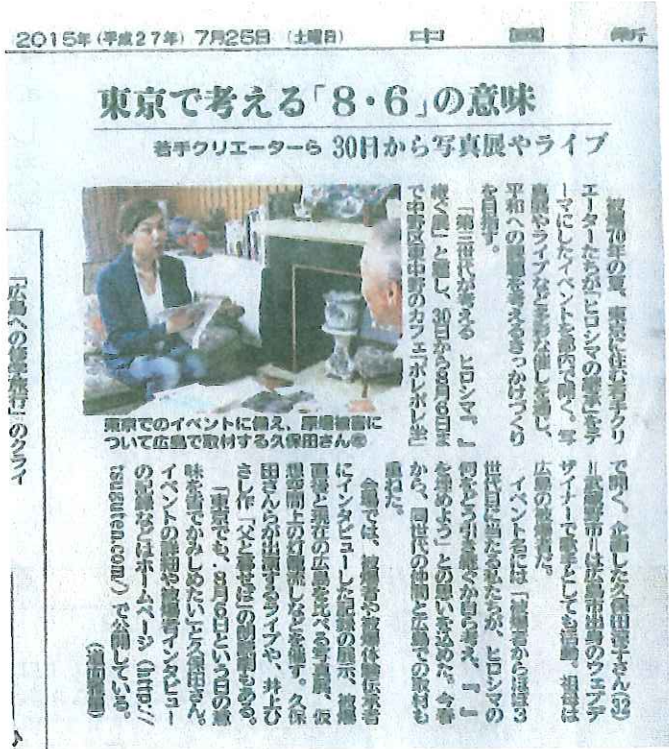 2015年(平成27年) 7月25日 (土曜日) 中國新
東京で考える「8・6」の意味
若手クリエーターら 30日から写真展やライブ
被爆70年の夏、東京に住む若手クリ
エーターたちが「ヒロシマの継承」をテ
ーマにしたイベントを都内で開く。写
真展やライブなど多彩な催しを通じ、
平和への課題を考えるきっかけづくり
を目指す。
「第三世代が考える ヒロシマ「 」
継ぐ展」と題し、30日から8月6日ま
で中野区東中野のカフェポレポレ坐
東京でのイベントに備え、原爆被害に
ついて広島で取材する久保田さん㊧
で開く。企画した久保田涼子さん(32)
=武蔵野市=は広島市出身のウェブデ
ザイナーで歌手としても活動。祖母は
広島の被爆者だ。
イベント名には「被爆者からほぼ3
世代目に当たる私たちが、ヒロシマの
何をどう引き継ぐか自ら考え、『 』
を埋めよう」との思いを込めた。今春
から、同世代の仲間と広島での取材も
重ねた。
会場では、被爆者や被爆体験伝承者
にインタビューした記録の展示、被爆
直後と現在の広島を比べる写真展、仮
想空間上の灯籠流しなどを催す。久保
田さんらが出演するライブや、井上ひ
さし作「父と暮せば」の朗読劇もある。
「東京でも、8月6日という日の意
味を皆でかみしめたい」と久保田さん。
イベントの詳細や被爆者インタビュー
の記録などはホームページ(http://
tsuguten.com/)で公開している。
「広島への修学旅行」のクライ